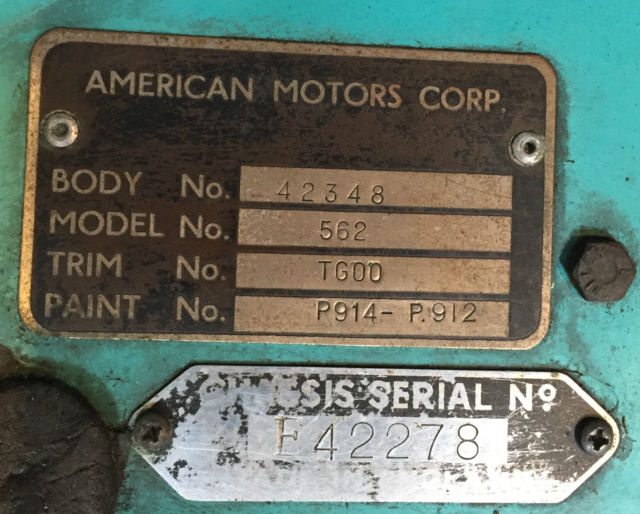 AMERICAN MOTORS CORP.
BODY No. 42348
MODEL No. 562
TRIM No. TG00
PAINT No. P914- P.912
CHASSIS SERIAL Nº
E42278